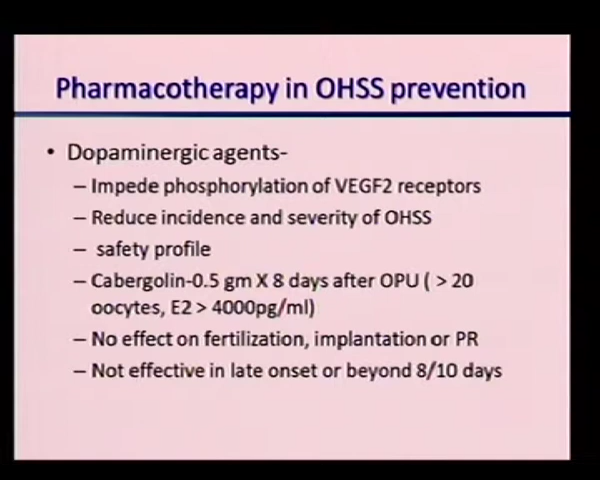 Pharmacotherapy in OHSS prevention
• Dopaminergic agents-
– Impede phosphorylation of VEGF2 receptors
– Reduce incidence and severity of OHSS
– safety profile
– Cabergolin-0.5 gm X 8 days after OPU ( > 20
oocytes, E2 > 4000pg/ml)
– No effect on fertilization, implantation or PR
– Not effective in late onset or beyond 8/10 days